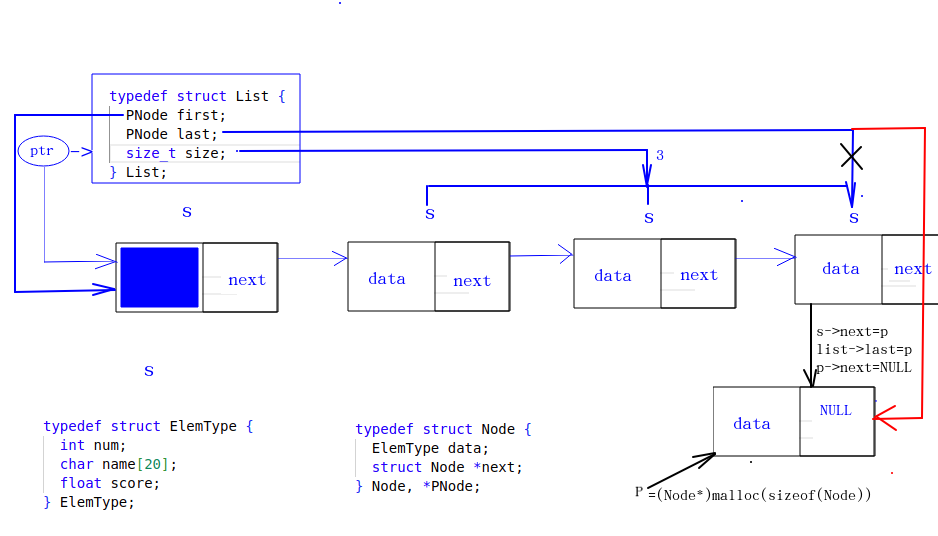 typedef struct List {
PNode first;
PNode last;
size_t size;
} List;
ptr
3
s
s
s
s
next
data
next
data
next
data
next
s->next=p
list->last=p
p->next=NULL
s
data
NULL
typedef struct ElemType {
int num;
char name[20];
float score;
} ElemType;
typedef struct Node {
ElemType data;
struct Node *next;
} Node, *PNode;
P =(Node*)malloc(sizeof(Node))